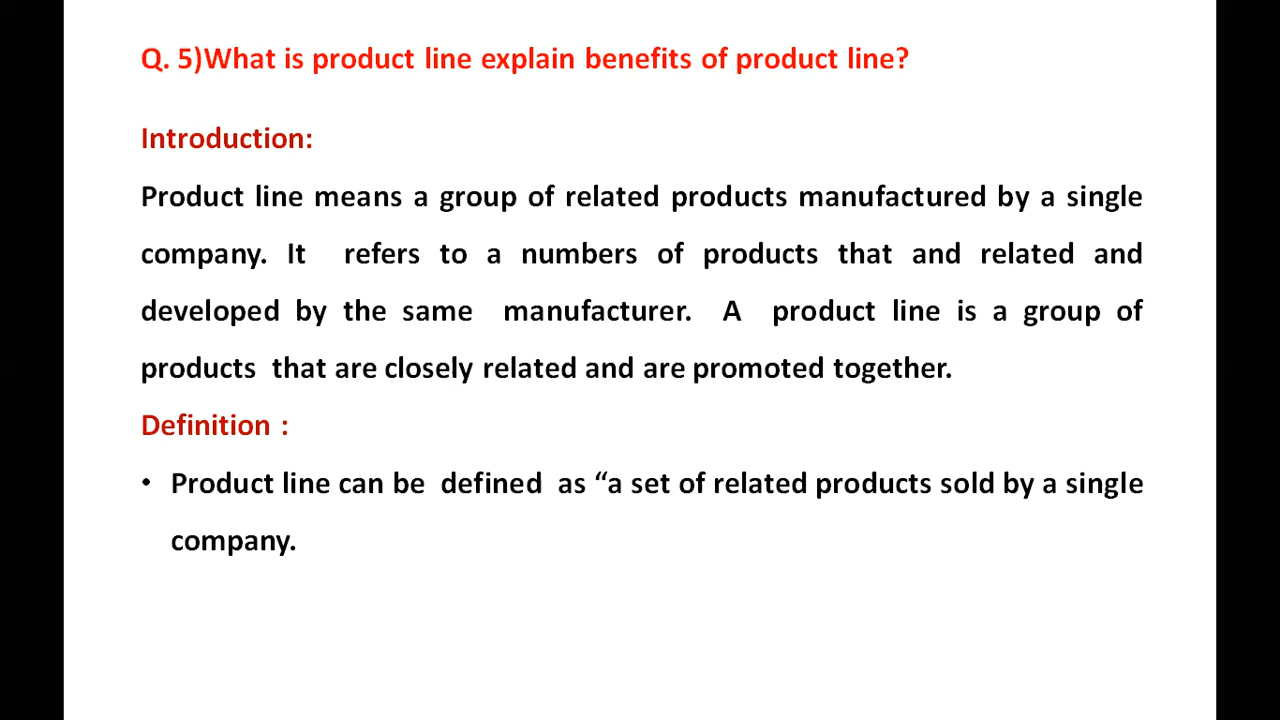 Q. 5)What is product line explain benefits of product line?
Introduction:
Product line means a group of related products manufactured by a single
company. It refers to a numbers of products that and related and
developed by the same manufacturer. A product line is a group of
products that are closely related and are promoted together.
Definition :
• Product line can be defined as “a set of related products sold by a single
company.